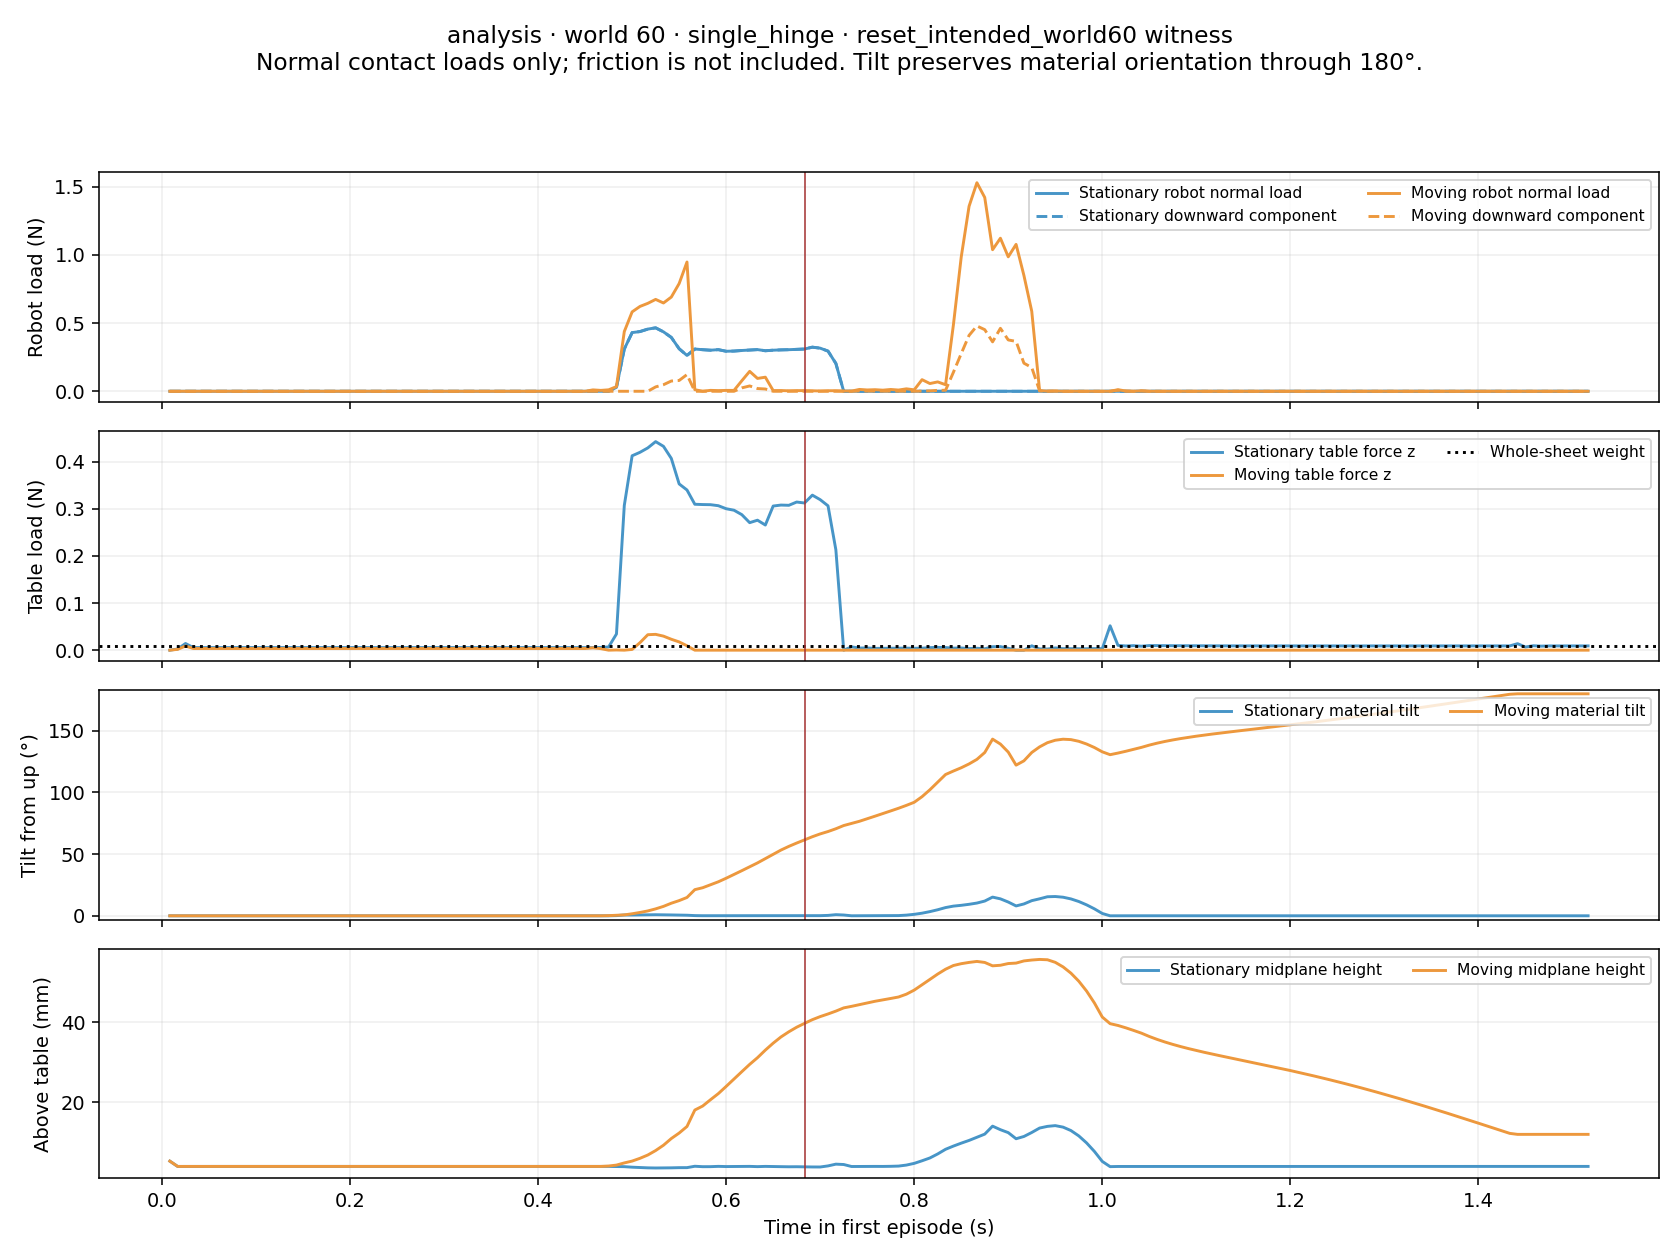 analysis · world 60 · single_hinge · reset_intended_world60 witness
Normal contact loads only; friction is not included. Tilt preserves material orientation through 180°.
Robot load (N)
1.5
1.0
0.5
0.0
Stationary robot normal load
Stationary downward component
Moving robot normal load
Moving downward component
Table load (N)
0.4
0.3
0.2
0.1
0.0
Stationary table force z
Moving table force z
Whole-sheet weight
Tilt from up (°)
150
100
50
0
Stationary material tilt
Moving material tilt
Above table (mm)
40
20
Stationary midplane height
Moving midplane height
0.0 0.2 0.4 0.6 0.8 1.0 1.2 1.4
Time in first episode (s)